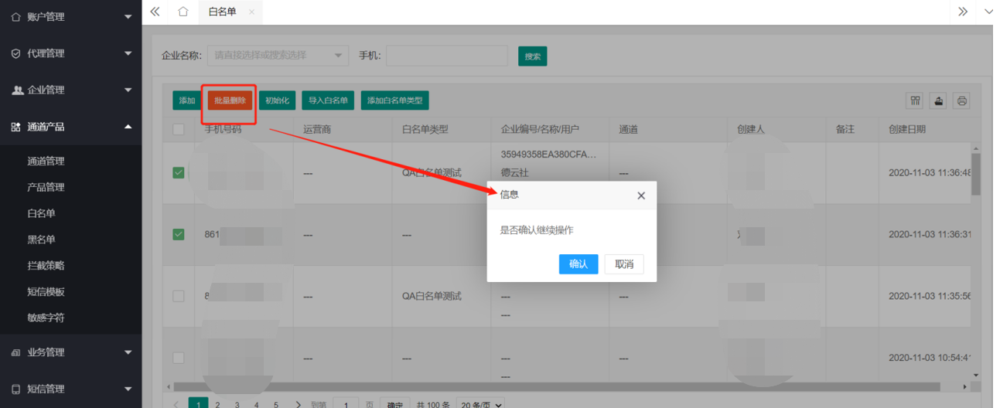 账户管理
代理管理
企业管理
通道产品
通道管理
产品管理
白名单
黑名单
拦截策略
短信模板
敏感字符
业务管理
短信管理
白名单
企业名称: 请直接选择或搜索选择 手机: 搜索
添加 批量删除 初始化 导入白名单 添加白名单类型
手机号码 运营商 白名单类型 企业编号/名称/用户 通道 创建人 备注 创建日期
35949358EA380CFA...
--- QA白名单测试 德云社 --- 2020-11-03 11:36:48
信息
861 --- --- 2020-11-03 11:36:31
是否确认继续操作
确认 取消
8 --- QA白名单测试 --- --- 2020-11-03 11:35:56
---
--- --- --- --- 2020-11-03 10:54:41
---
1 2 3 4 5 到第 1 页 确定 共 100 条 20 条/页